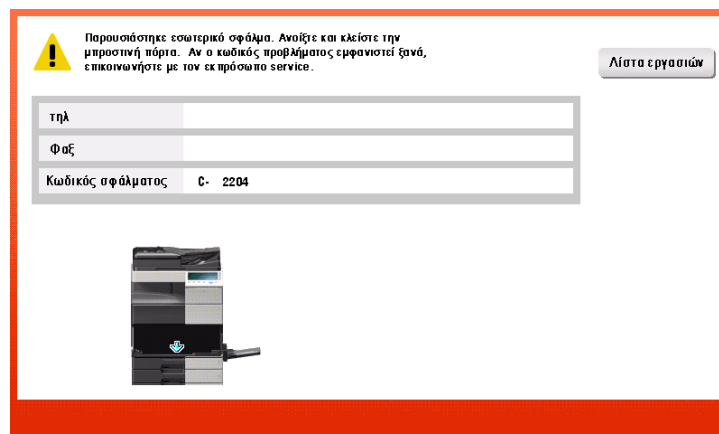 Παρουσιάστηκε εσωτερικό σφάλμα. Ανοίξτε και κλείστε την
μπροστινή πόρτα. Αν ο κωδικός προβλήματος εμφανιστεί ξανά,
επικοινωνήστε με τον εκπρόσωπο service.
Λίστα εργασιών
τηλ
Φαξ
Κωδικός σφάλματος C- 2204